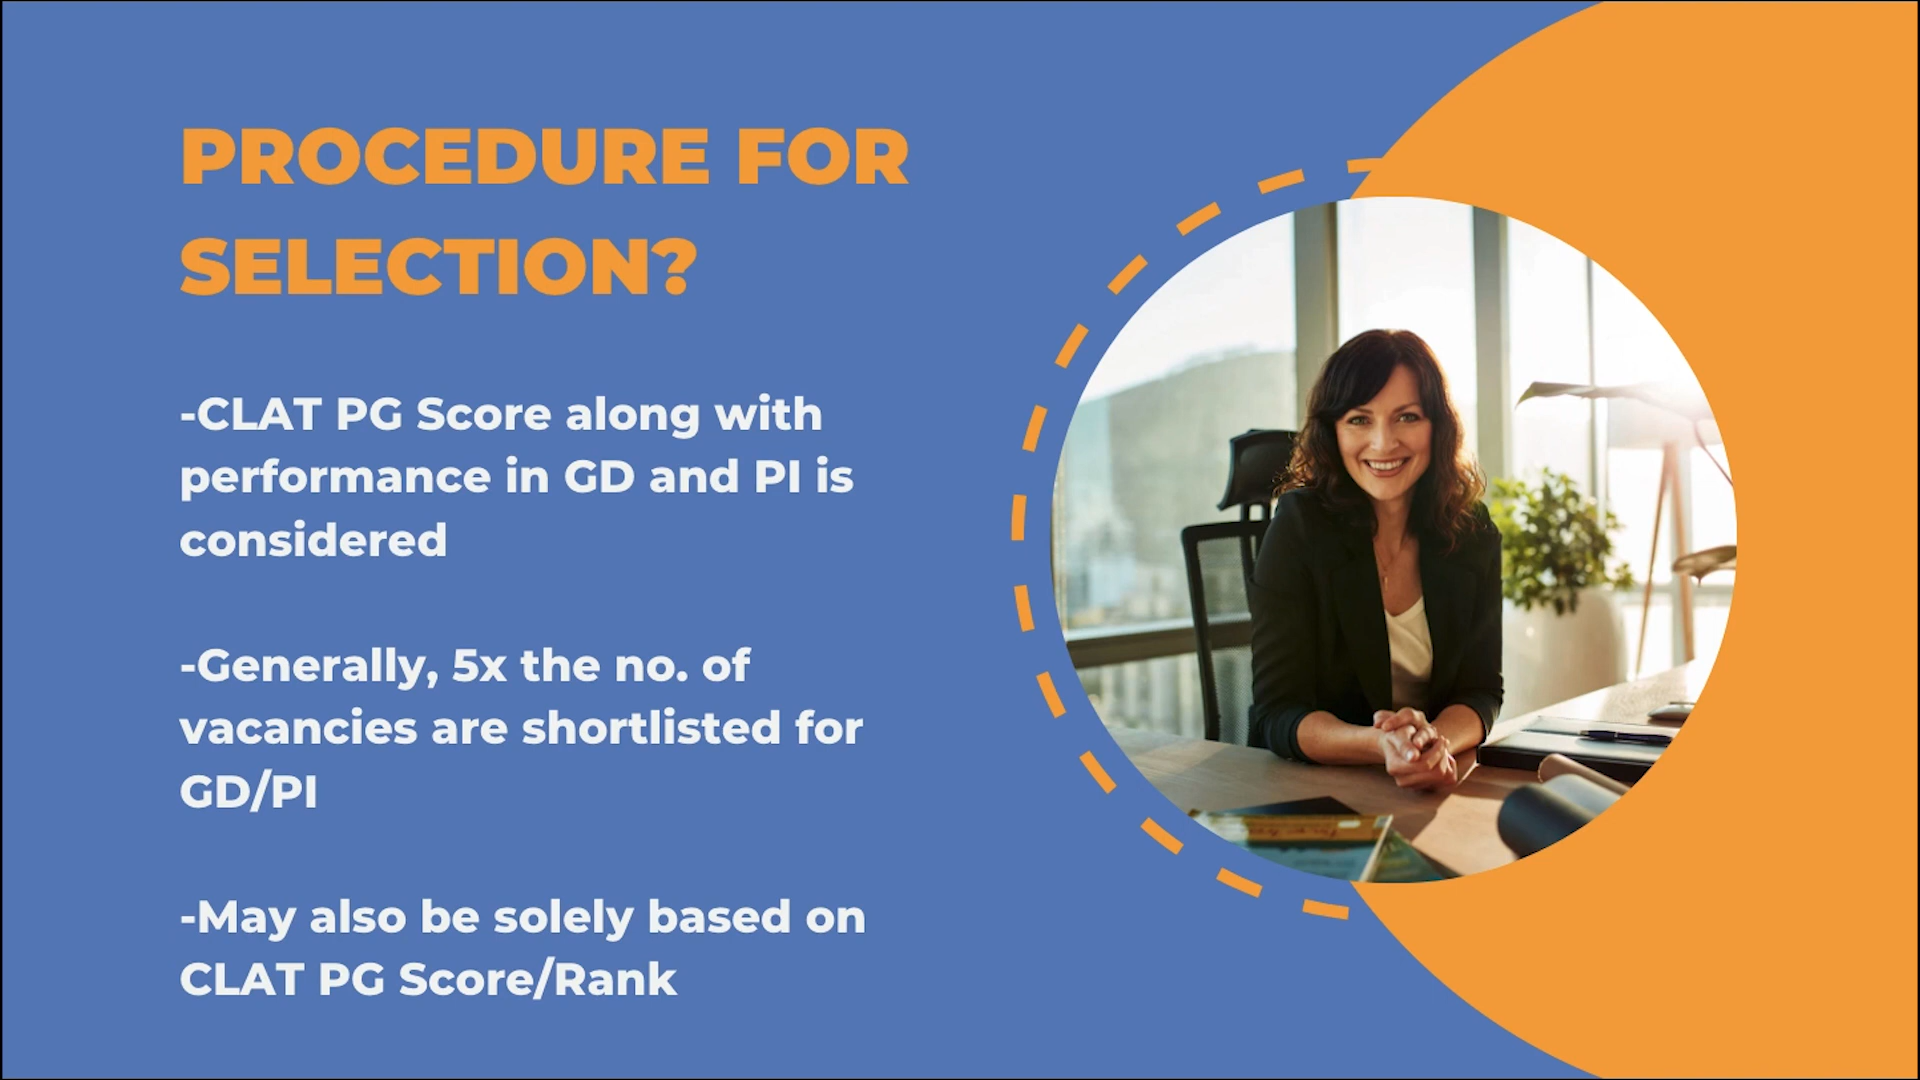 PROCEDURE FOR
SELECTION?
-CLAT PG Score along with
performance in GD and PI is
considered
-Generally, 5x the no. of
vacancies are shortlisted for
GD/PI
-May also be solely based on
CLAT PG Score/Rank